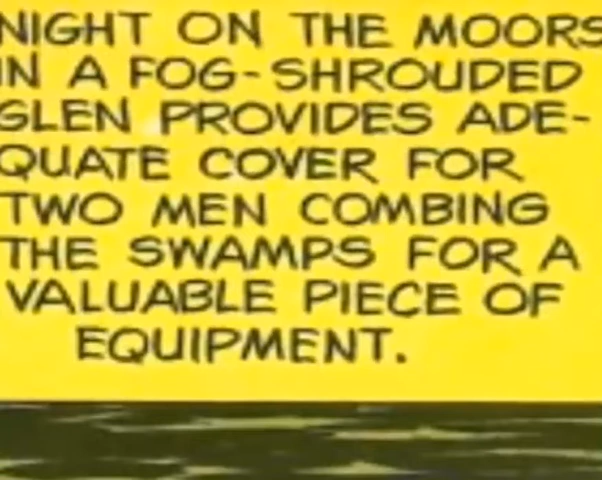 NIGHT ON THE MOORS
IN A FOG-SHROUDED
GLEN PROVIDES ADE-
QUATE COVER FOR
TWO MEN COMBING
THE SWAMPS FOR A
VALUABLE PIECE OF
EQUIPMENT.